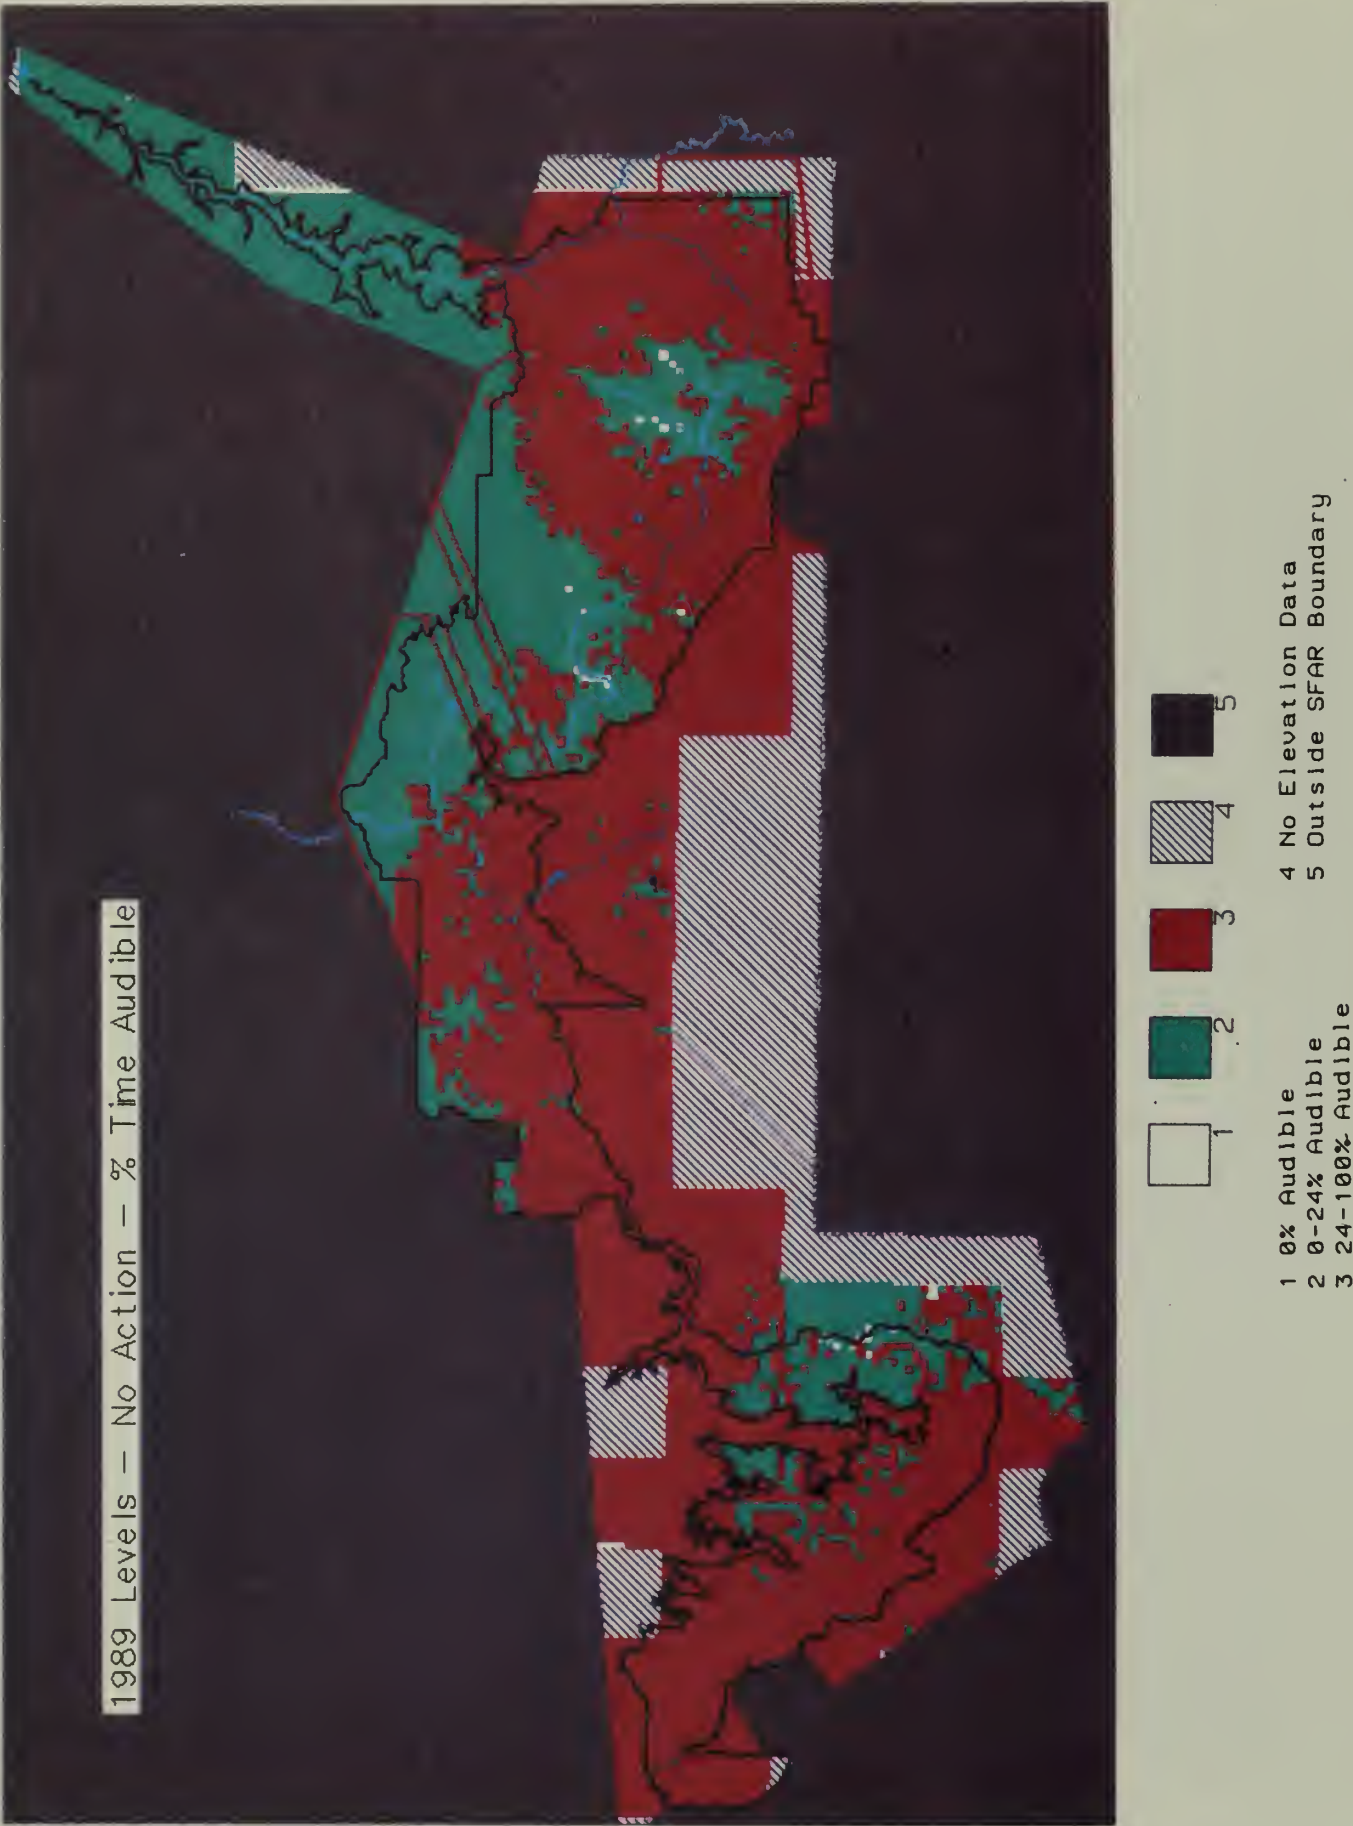 1989 Levels - No Action - % Time Audible
1 2 3 4 5
1 0% Audible
2 0-24% Audible
3 24-100% Audible
4 No Elevation Data
5 Outside SFAR Boundary